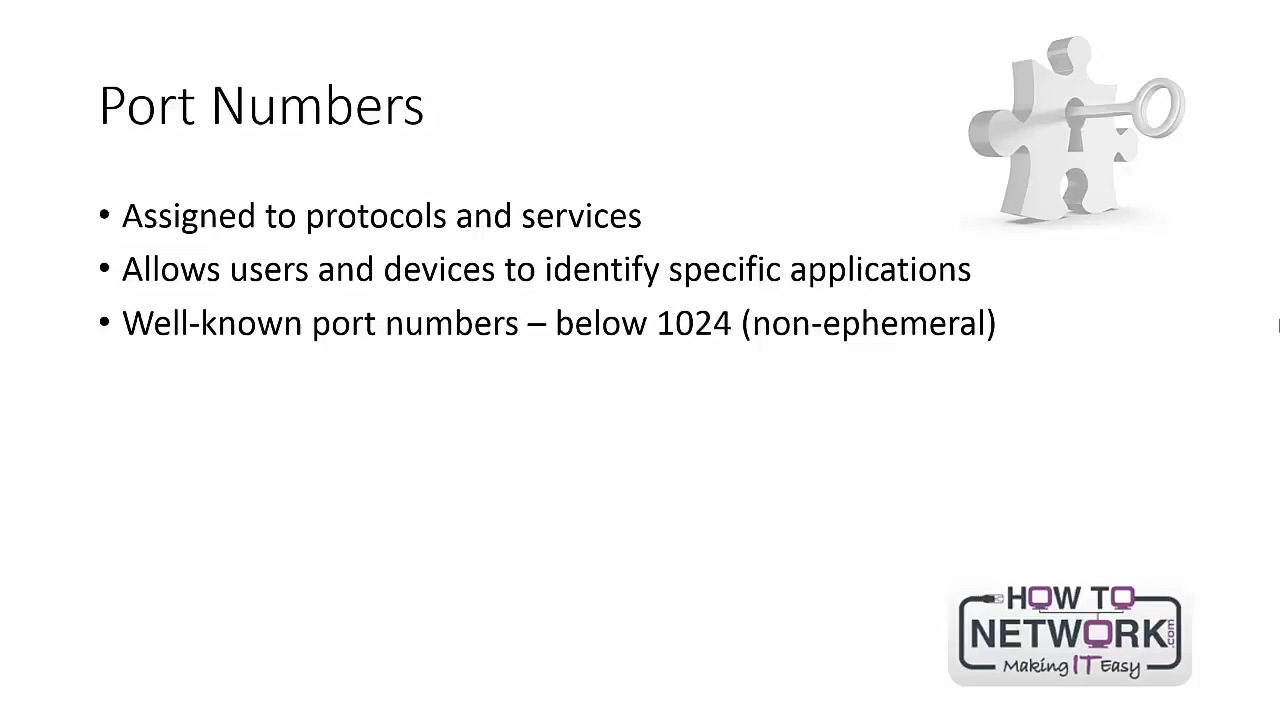 Port Numbers
• Assigned to protocols and services
• Allows users and devices to identify specific applications
• Well-known port numbers – below 1024 (non-ephemeral)
HOW TO
NETWORK.com
Making IT Easy